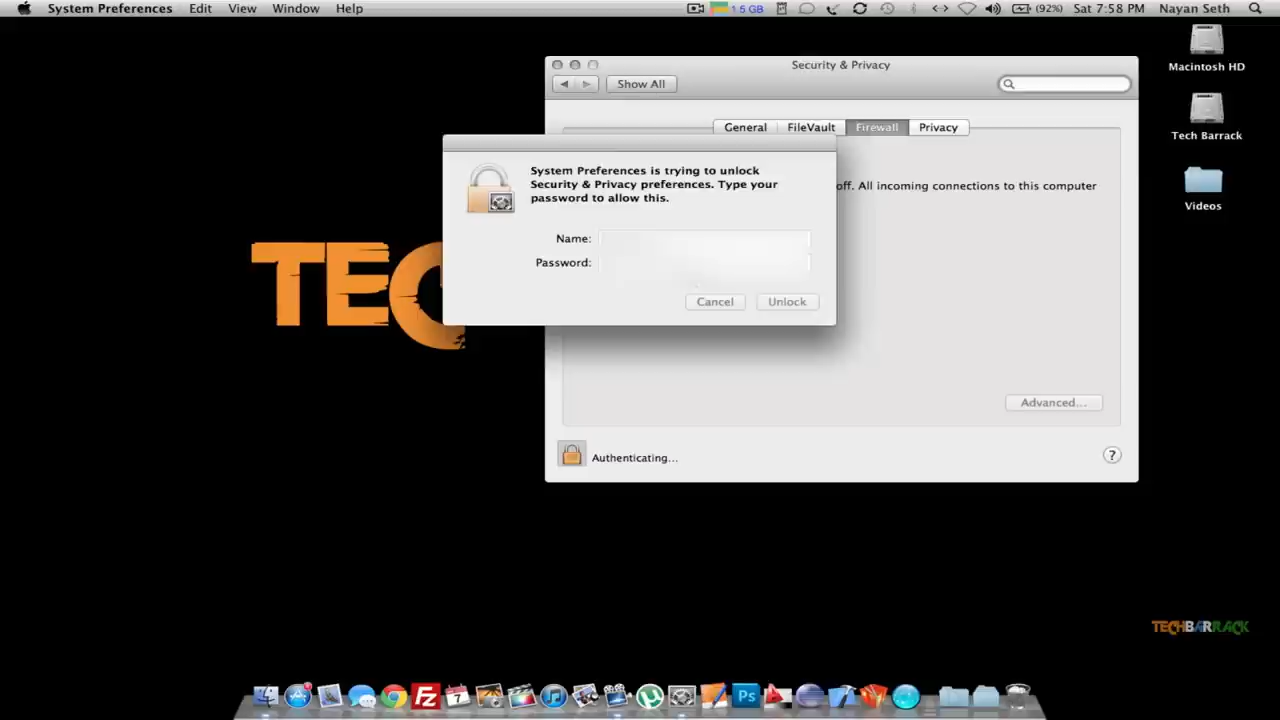 System Preferences Edit View Window Help 1.5 GB (92%) Sat 7:58 PM Nayan Seth
Security & Privacy
Show All
Macintosh HD
General FileVault Firewall Privacy
Tech Barrack
System Preferences is trying to unlock
Security & Privacy preferences. Type your
password to allow this.
off. All incoming connections to this computer
Videos
Name:
Password:
Cancel Unlock
TEC
Advanced...
Authenticating...
?
TECHBARRACK
7
Ps